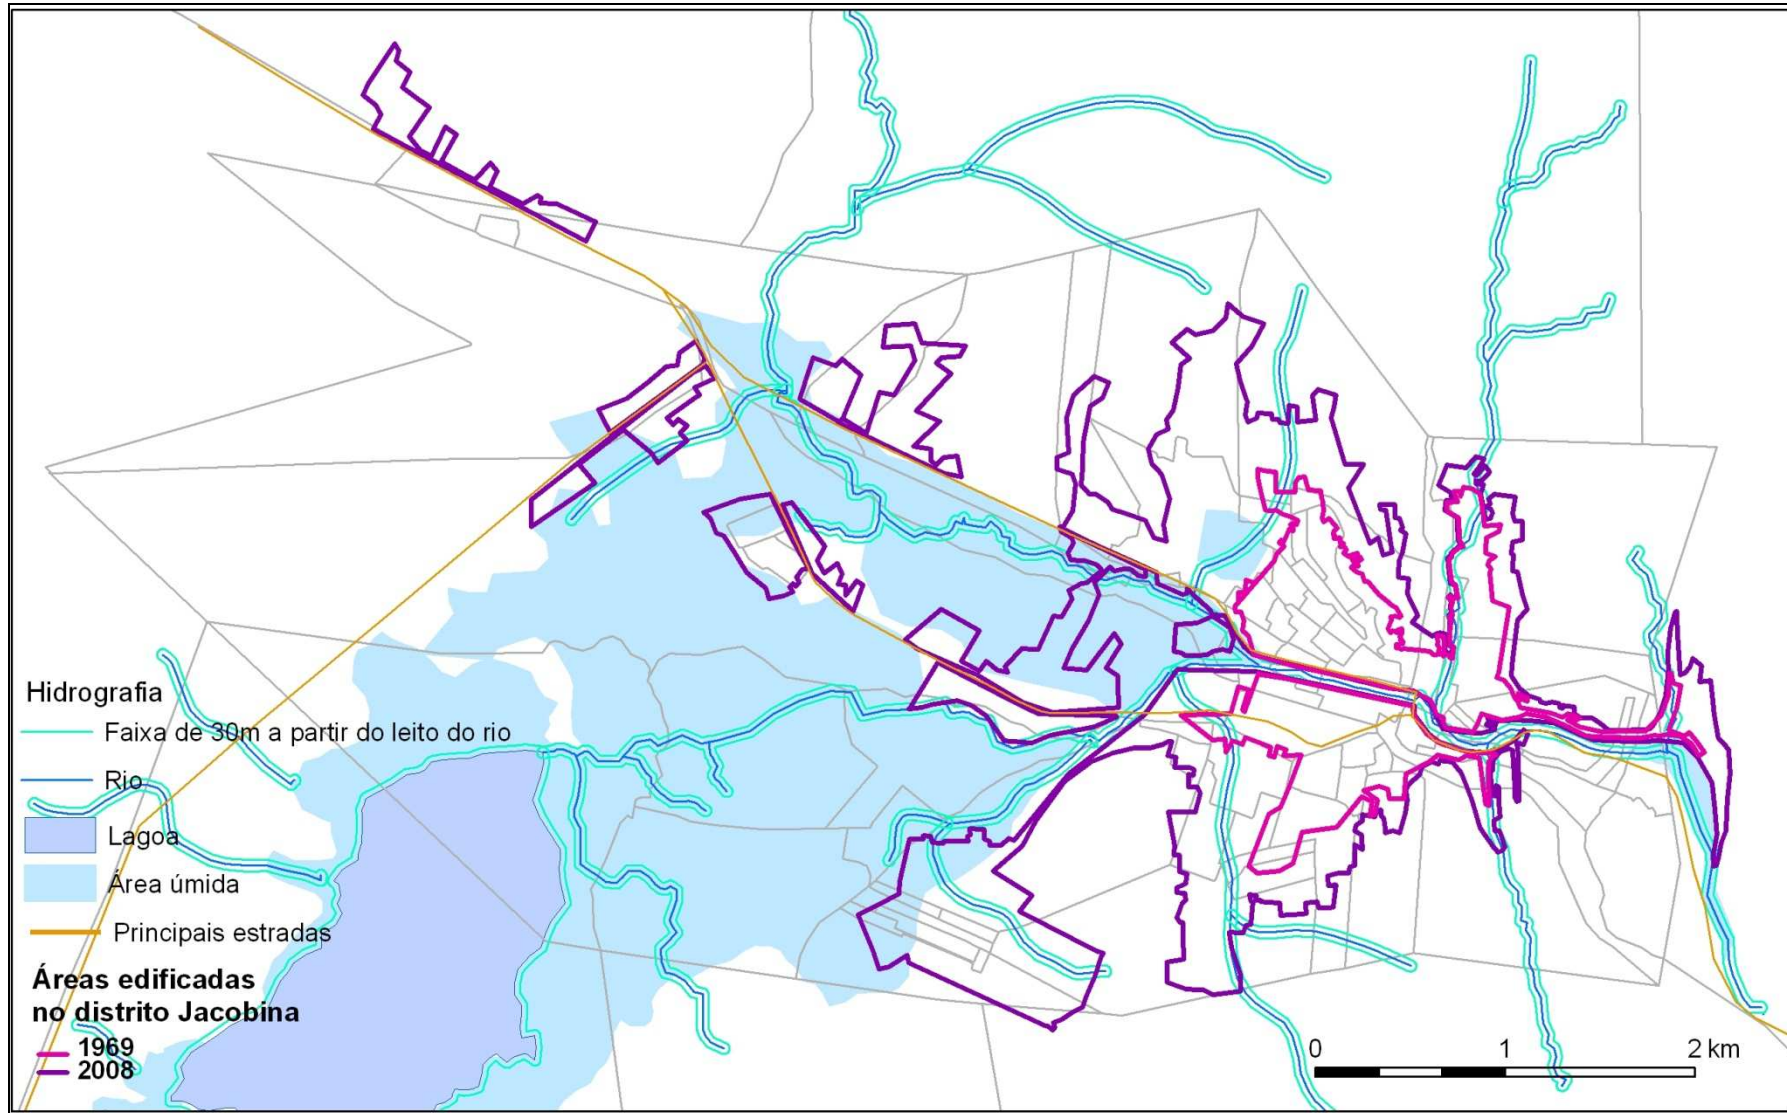 Hidrografia
Faixa de 30m a partir do leito do rio
Rio
Lagoa
Área úmida
Principais estradas
Áreas edificadas
no distrito Jacobina
1969
2008
0 1 2 km